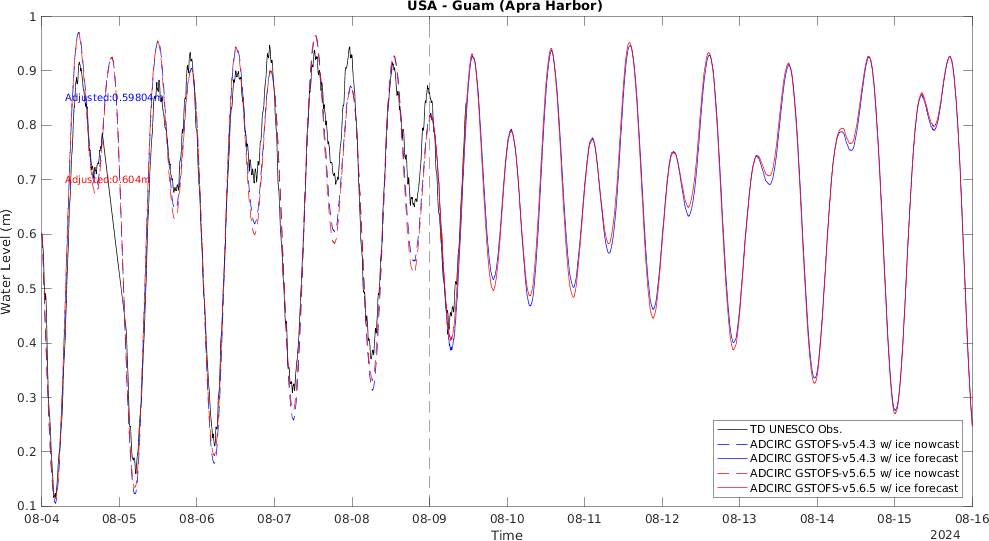 USA - Guam (Apra Harbor)
1
0.9
0.8
0.7
0.6
0.5
0.4
0.3
0.2
0.1
Water Level (m)
Adjusted:0.59804m
Adjusted:0.604m
TD UNESCO Obs.
ADCIRC GSTOFS-v5.4.3 w/ ice nowcast
ADCIRC GSTOFS-v5.4.3 w/ ice forecast
ADCIRC GSTOFS-v5.6.5 w/ ice nowcast
ADCIRC GSTOFS-v5.6.5 w/ ice forecast
08-04 08-05 08-06 08-07 08-08 08-09 08-10 08-11 08-12 08-13 08-14 08-15 08-16
Time
2024